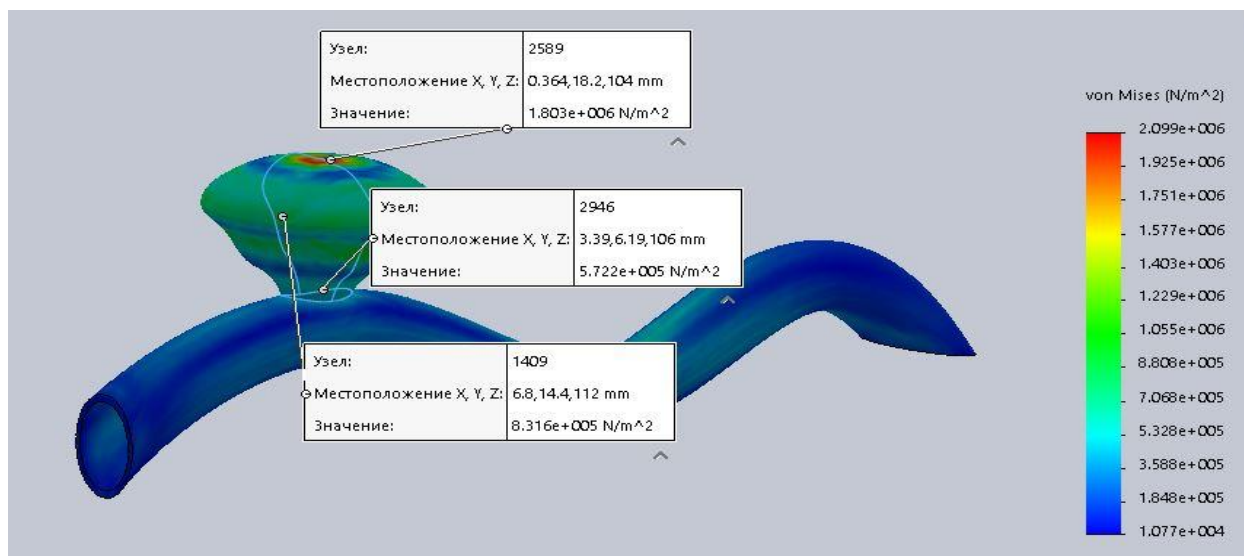 Узел: 2589
Местоположение X, Y, Z: 0.364,18.2,104 mm
Значение: 1.803e+006 N/m^2
Узел: 2946
Местоположение X, Y, Z: 3.39,6.19,106 mm
Значение: 5.722e+005 N/m^2
Узел: 1409
Местоположение X, Y, Z: 6.8,14.4,112 mm
Значение: 8.316e+005 N/m^2
von Mises (N/m^2)
2.099e+006
1.925e+006
1.751e+006
1.577e+006
1.403e+006
1.229e+006
1.055e+006
8.808e+005
7.068e+005
5.328e+005
3.588e+005
1.848e+005
1.077e+004